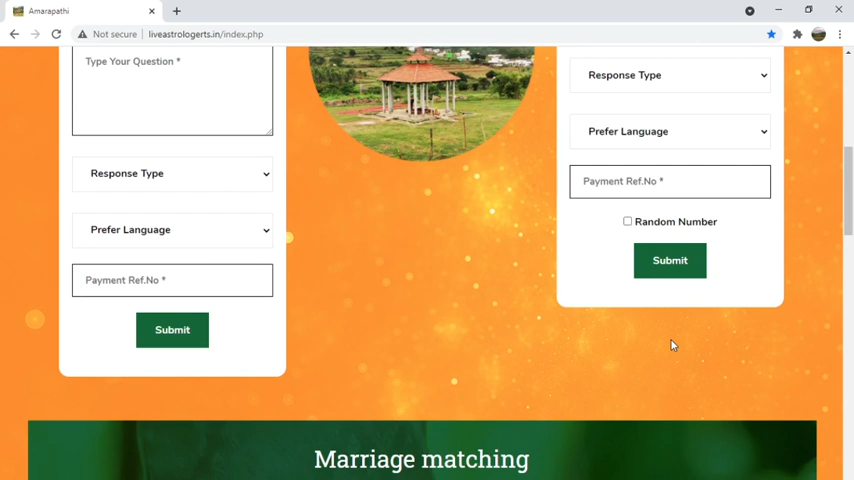 Amarapathi
Not secure
liveastrologerts.in/index.php
Type Your Question *
Response Type
Prefer Language
Payment Ref.No *
Submit
Response Type
Prefer Language
Payment Ref.No *
Random Number
Submit
Marriage matching